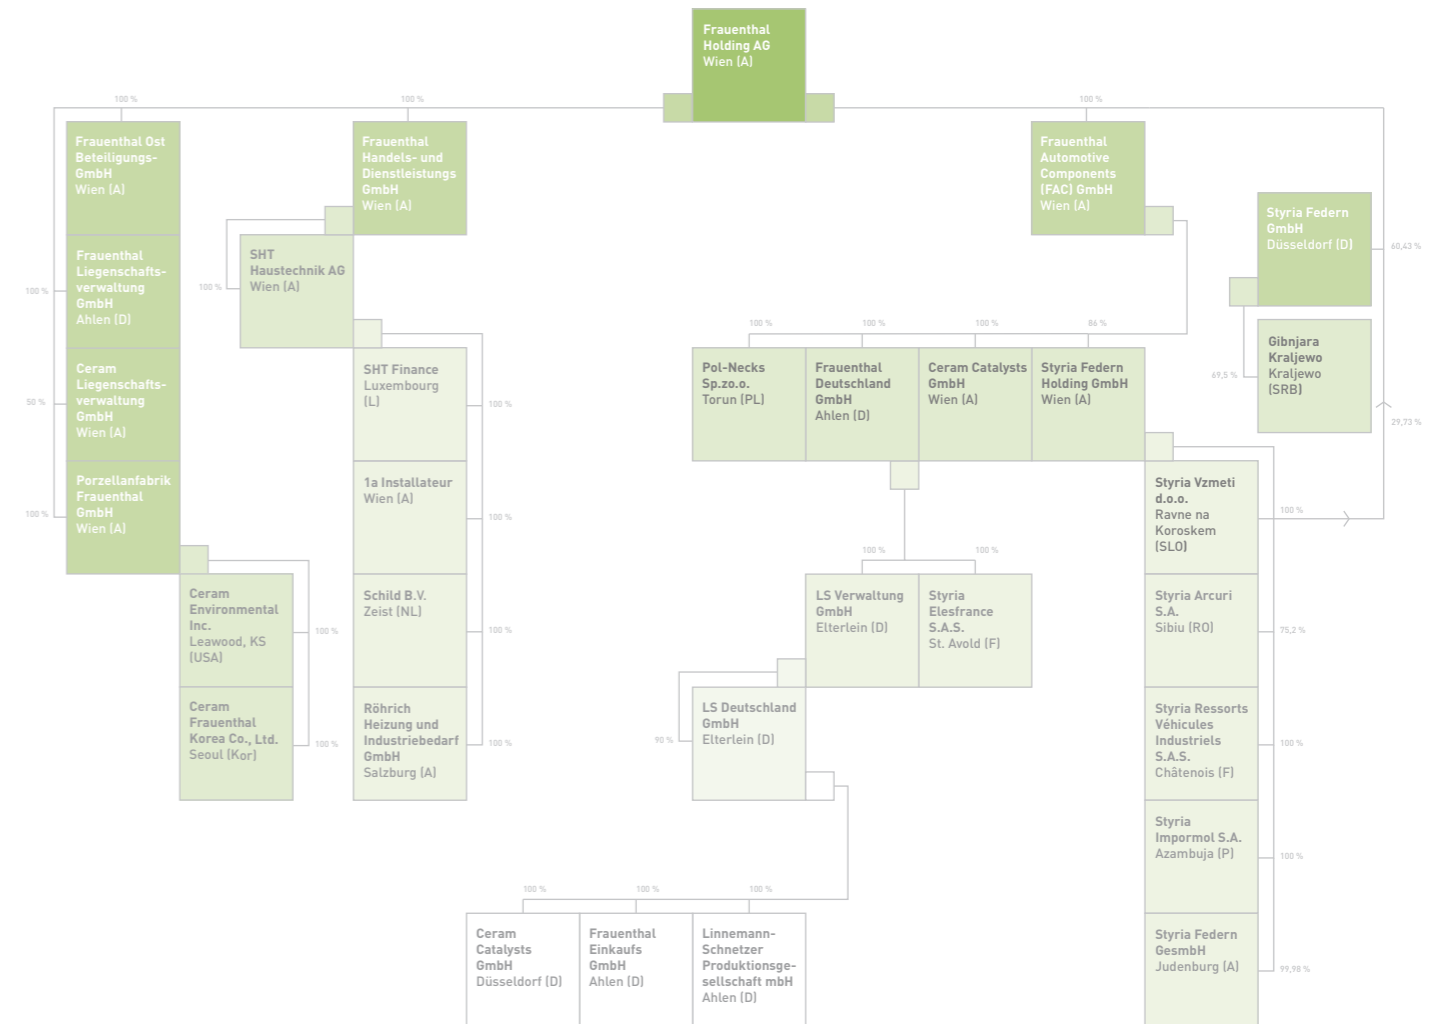 Frauenthal
Holding AG
Wien (A)
100 %
100 %
100 %
Frauenthal Ost
Beteiligungs-
GmbH
Wien (A)
Frauenthal
Handels- und
Dienstleistungs
GmbH
Wien (A)
Frauenthal
Automotive
Components
(FAC) GmbH
Wien (A)
Styria Federn
GmbH
Düsseldorf (D)
60,43 %
Frauenthal
Liegenschafts-
verwaltung
GmbH
Ahlen (D)
100 %
SHT
Haustechnik AG
Wien (A)
100 %
100 %
100 %
100 %
86 %
Gibnjara
Kraljewo
Kraljewo
(SRB)
69,5 %
29,73 %
Ceram
Liegenschafts-
verwaltung
GmbH
Wien (A)
50 %
SHT Finance
Luxembourg
(L)
100 %
Pol-Necks
Sp.zo.o.
Torun (PL)
Frauenthal
Deutschland
GmbH
Ahlen (D)
Ceram Catalysts
GmbH
Wien (A)
Styria Federn
Holding GmbH
Wien (A)
Porzellanfabrik
Frauenthal
GmbH
Wien (A)
100 %
1a Installateur
Wien (A)
100 %
Styria Vzmeti
d.o.o.
Ravne na
Koroskem
(SLO)
100 %
100 %
100 %
Ceram
Environmental
Inc.
Leawood, KS
(USA)
100 %
Schild B.V.
Zeist (NL)
100 %
LS Verwaltung
GmbH
Elterlein (D)
Styria
Elesfrance
S.A.S.
St. Avold (F)
Styria Arcuri
S.A.
Sibiu (RO)
75,2 %
Ceram
Frauenthal
Korea Co., Ltd.
Seoul (Kor)
100 %
Röhrich
Heizung und
Industriebedarf
GmbH
Salzburg (A)
100 %
LS Deutschland
GmbH
Elterlein (D)
90 %
Styria Ressorts
Véhicules
Industriels
S.A.S.
Châtenois (F)
100 %
Styria
Impormol S.A.
Azambuja (P)
100 %
100 %
100 %
100 %
Ceram
Catalysts
GmbH
Düsseldorf (D)
Frauenthal
Einkaufs
GmbH
Ahlen (D)
Linnemann-
Schnetzer
Produktionsge-
sellschaft mbH
Ahlen (D)
Styria Federn
GesmbH
Judenburg (A)
99,98 %